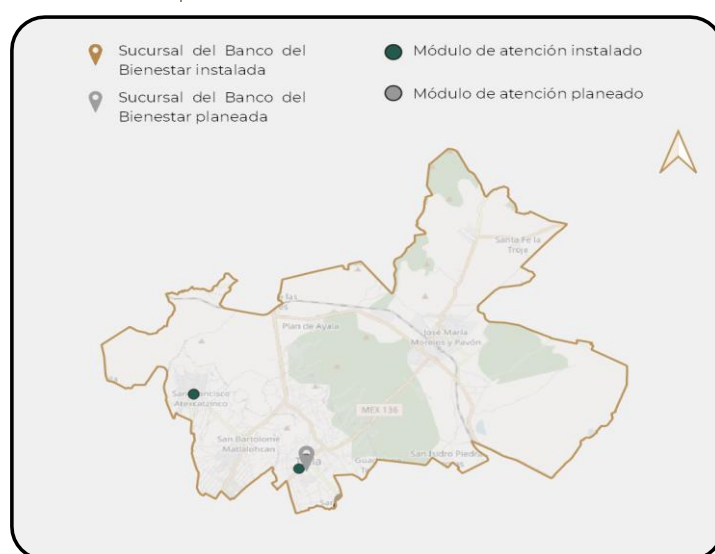 Sucursal del Banco del
Bienestar instalada
Sucursal del Banco del
Bienestar planeada
Módulo de atención instalado
Módulo de atención planeado
Santa Fe la
Troje
las
Plan de Ayala
José María
Morelos y Pavón
San Francisco
Atexcatzinco
MEX 136
San Bartolomé
Matlalohcan
San Isidro Piedras